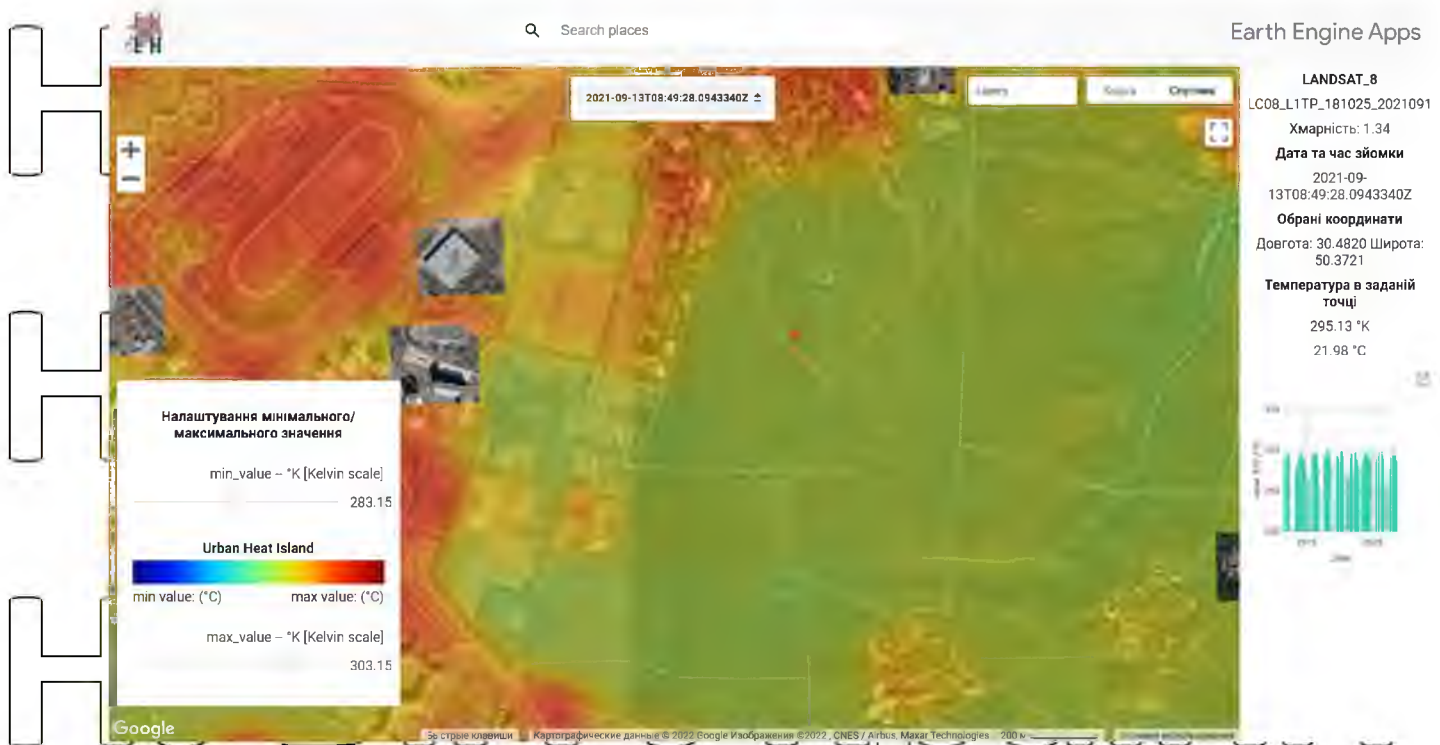 Search places
Earth Engine Apps
2021-09-13T08:49:28.0943340Z
LANDSAT_8
LC08_L1TP_181025_2021091
Хмарність: 1.34
Дата та час зйомки
2021-09-
13T08:49:28.0943340Z
Обрані координати
Довгота: 30.4820 Широта:
50.3721
Температура в заданій
точці
295.13 °K
21.98 °C
Налаштування мінімального/
максимального значення
min_value – °K [Kelvin scale]
283.15
Urban Heat Island
min value: (°C) max value: (°C)
max_value – °K [Kelvin scale]
303.15
Google
Быстрые клавиши Картографические данные © 2022 Google Изображения ©2022, CNES / Airbus, Maxar Technologies 200 м